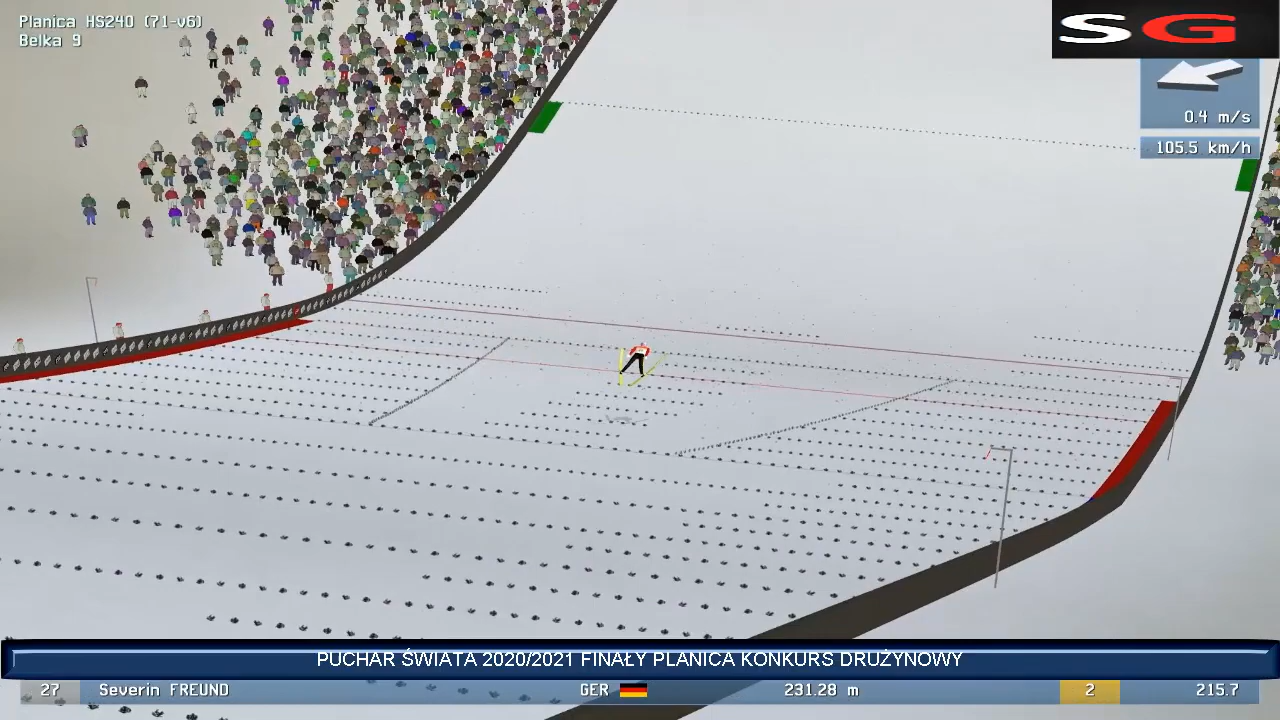 Planica HS240 (71-v6)
Belka 9
SG
0.4 m/s
105.5 km/h
PUCHAR ŚWIATA 2020/2021 FINAŁY PLANICA KONKURS DRUŻYNOWY
27 Severin FREUND GER 231.28 m 2 215.7